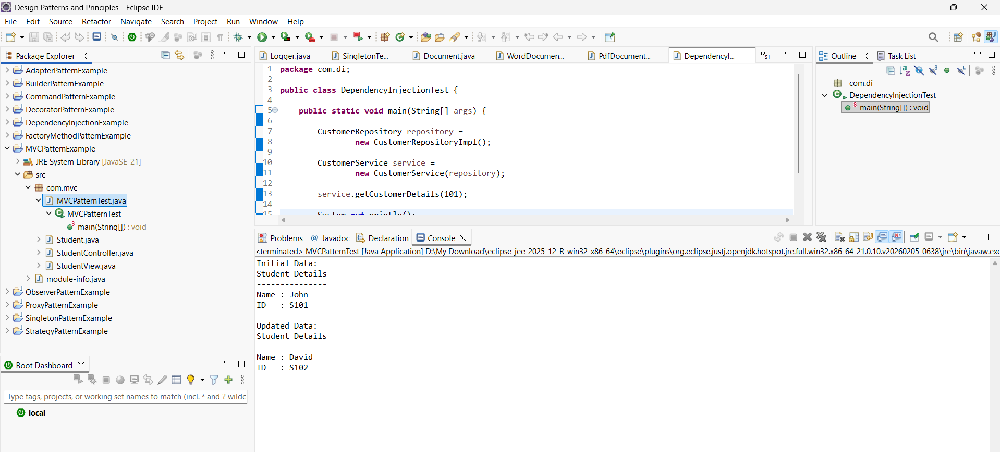 Design Patterns and Principles - Eclipse IDE
File Edit Source Refactor Navigate Search Project Run Window Help
Package Explorer
AdapterPatternExample
BuilderPatternExample
CommandPatternExample
DecoratorPatternExample
DependencyInjectionExample
FactoryMethodPatternExample
MVCPatternExample
JRE System Library [JavaSE-21]
src
com.mvc
MVCPatternTest.java
MVCPatternTest
main(String[]) : void
Student.java
StudentController.java
StudentView.java
module-info.java
ObserverPatternExample
ProxyPatternExample
SingletonPatternExample
StrategyPatternExample
Boot Dashboard
Type tags, projects, or working set names to match (incl. * and ? wildc
local
Logger.java SingletonTe... Document.java WordDocumen... PdfDocument... DependencyI... »51
1 package com.di;
2
3 public class DependencyInjectionTest {
4
5 public static void main(String[] args) {
6
7 CustomerRepository repository =
8 new CustomerRepositoryImpl();
9
10 CustomerService service =
11 new CustomerService(repository);
12
13 service.getCustomerDetails(101);
14
15 System.out.println();
Outline Task List
com.di
DependencyInjectionTest
main(String[]) : void
Problems @ Javadoc Declaration Console
<terminated> MVCPatternTest [Java Application] D:\My Download\eclipse-jee-2025-12-R-win32-x86_64\eclipse\plugins\org.eclipse.justj.openjdk.hotspot.jre.full.win32.x86_64_21.0.10.v20260205-0638\jre\bin\javaw.exe
Initial Data:
Student Details
---------------
Name : John
ID   : S101
Updated Data:
Student Details
---------------
Name : David
ID   : S102